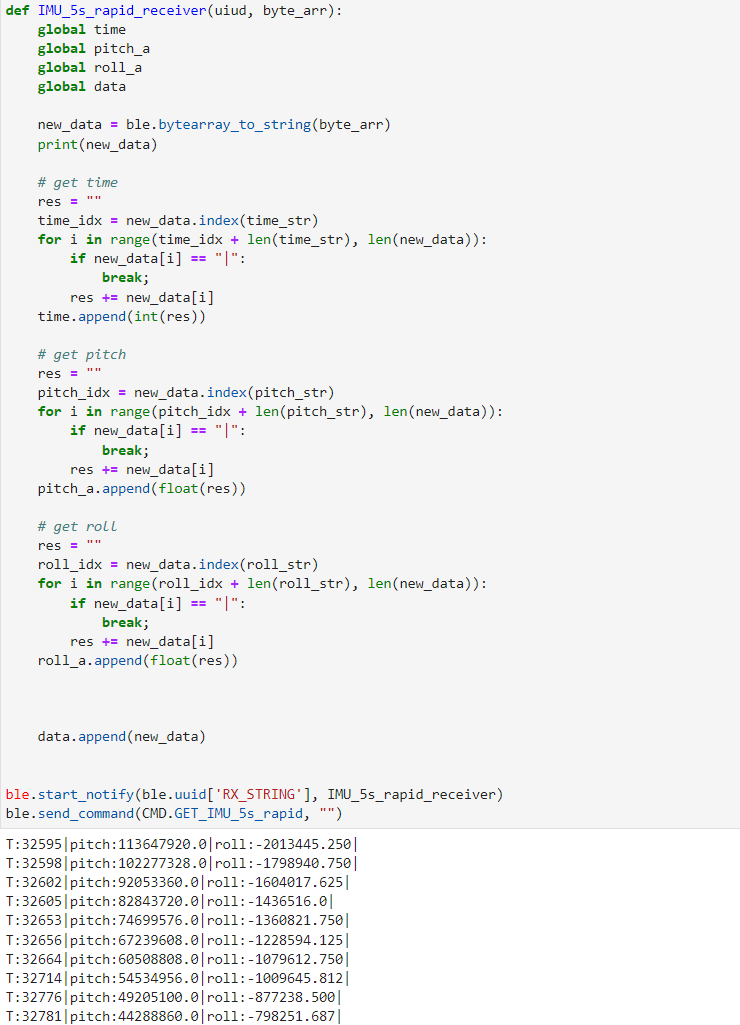 def IMU_5s_rapid_receiver(uiud, byte_arr):
    global time
    global pitch_a
    global roll_a
    global data

    new_data = ble.bytearray_to_string(byte_arr)
    print(new_data)

    # get time
    res = ""
    time_idx = new_data.index(time_str)
    for i in range(time_idx + len(time_str), len(new_data)):
        if new_data[i] == "|":
            break;
        res += new_data[i]
    time.append(int(res))

    # get pitch
    res = ""
    pitch_idx = new_data.index(pitch_str)
    for i in range(pitch_idx + len(pitch_str), len(new_data)):
        if new_data[i] == "|":
            break;
        res += new_data[i]
    pitch_a.append(float(res))

    # get roll
    res = ""
    roll_idx = new_data.index(roll_str)
    for i in range(roll_idx + len(roll_str), len(new_data)):
        if new_data[i] == "|":
            break;
        res += new_data[i]
    roll_a.append(float(res))

    data.append(new_data)

ble.start_notify(ble.uuid['RX_STRING'], IMU_5s_rapid_receiver)
ble.send_command(CMD.GET_IMU_5s_rapid, "")
T:32595|pitch:113647920.0|roll:-2013445.250|
T:32598|pitch:102277328.0|roll:-1798940.750|
T:32602|pitch:92053360.0|roll:-1604017.625|
T:32605|pitch:82843720.0|roll:-1436516.0|
T:32653|pitch:74699576.0|roll:-1360821.750|
T:32656|pitch:67239608.0|roll:-1228594.125|
T:32664|pitch:60508808.0|roll:-1079612.750|
T:32714|pitch:54534956.0|roll:-1009645.812|
T:32776|pitch:49205100.0|roll:-877238.500|
T:32781|pitch:44288860.0|roll:-798251.687|